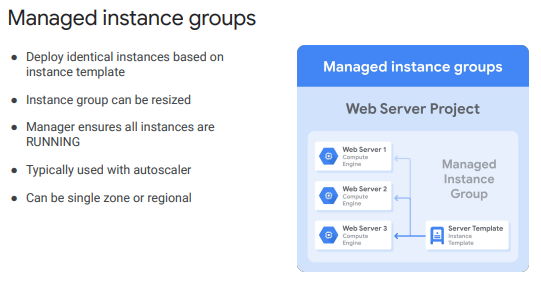 Managed instance groups
● Deploy identical instances based on
instance template
● Instance group can be resized
● Manager ensures all instances are
RUNNING
● Typically used with autoscaler
● Can be single zone or regional
Managed instance groups
Web Server Project
Web Server 1
Compute
Engine
Web Server 2
Compute
Engine
Web Server 3
Compute
Engine
Managed
Instance
Group
Server Template
Instance
Template